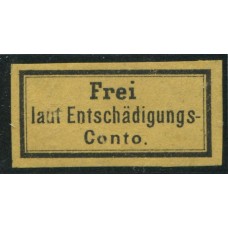 Frei
laut Entschädigungs-
Conto.